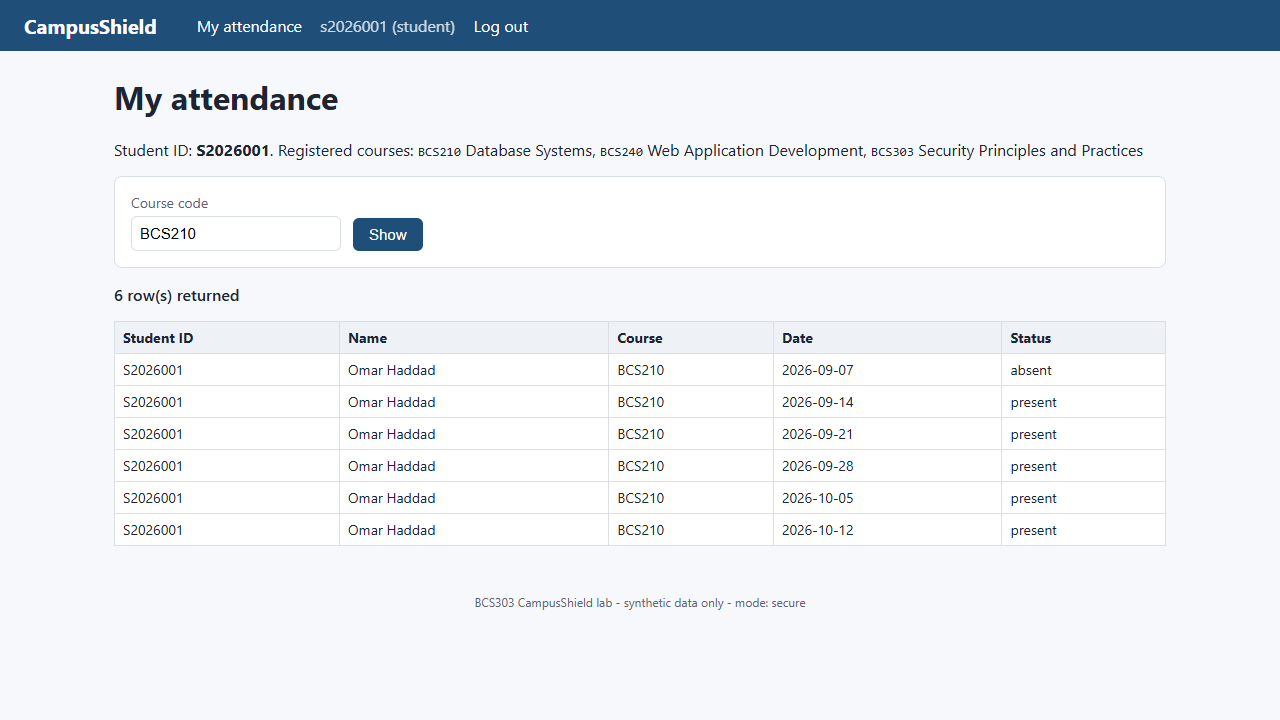 CampusShield My attendance s2026001 (student) Log out
My attendance
Student ID: S2026001. Registered courses: BCS210 Database Systems, BCS240 Web Application Development, BCS303 Security Principles and Practices
Course code
BCS210 Show
6 row(s) returned
Student ID Name Course Date Status
S2026001 Omar Haddad BCS210 2026-09-07 absent
S2026001 Omar Haddad BCS210 2026-09-14 present
S2026001 Omar Haddad BCS210 2026-09-21 present
S2026001 Omar Haddad BCS210 2026-09-28 present
S2026001 Omar Haddad BCS210 2026-10-05 present
S2026001 Omar Haddad BCS210 2026-10-12 present
BCS303 CampusShield lab - synthetic data only - mode: secure